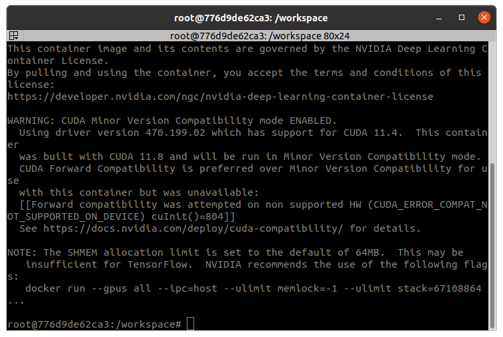 root@776d9de62ca3: /workspace
root@776d9de62ca3: /workspace 80x24
This container image and its contents are governed by the NVIDIA Deep Learning C
ontainer License.
By pulling and using the container, you accept the terms and conditions of this
license:
https://developer.nvidia.com/ngc/nvidia-deep-learning-container-license
WARNING: CUDA Minor Version Compatibility mode ENABLED.
Using driver version 470.199.02 which has support for CUDA 11.4.  This contain
er
was built with CUDA 11.8 and will be run in Minor Version Compatibility mode.
CUDA Forward Compatibility is preferred over Minor Version Compatibility for u
se
with this container but was unavailable:
[[Forward compatibility was attempted on non supported HW (CUDA_ERROR_COMPAT_N
OT_SUPPORTED_ON_DEVICE) cuInit()=804]]
See https://docs.nvidia.com/deploy/cuda-compatibility/ for details.
NOTE: The SHMEM allocation limit is set to the default of 64MB.  This may be
insufficient for TensorFlow.  NVIDIA recommends the use of the following flag
s:
docker run --gpus all --ipc=host --ulimit memlock=-1 --ulimit stack=67108864
...
root@776d9de62ca3:/workspace#